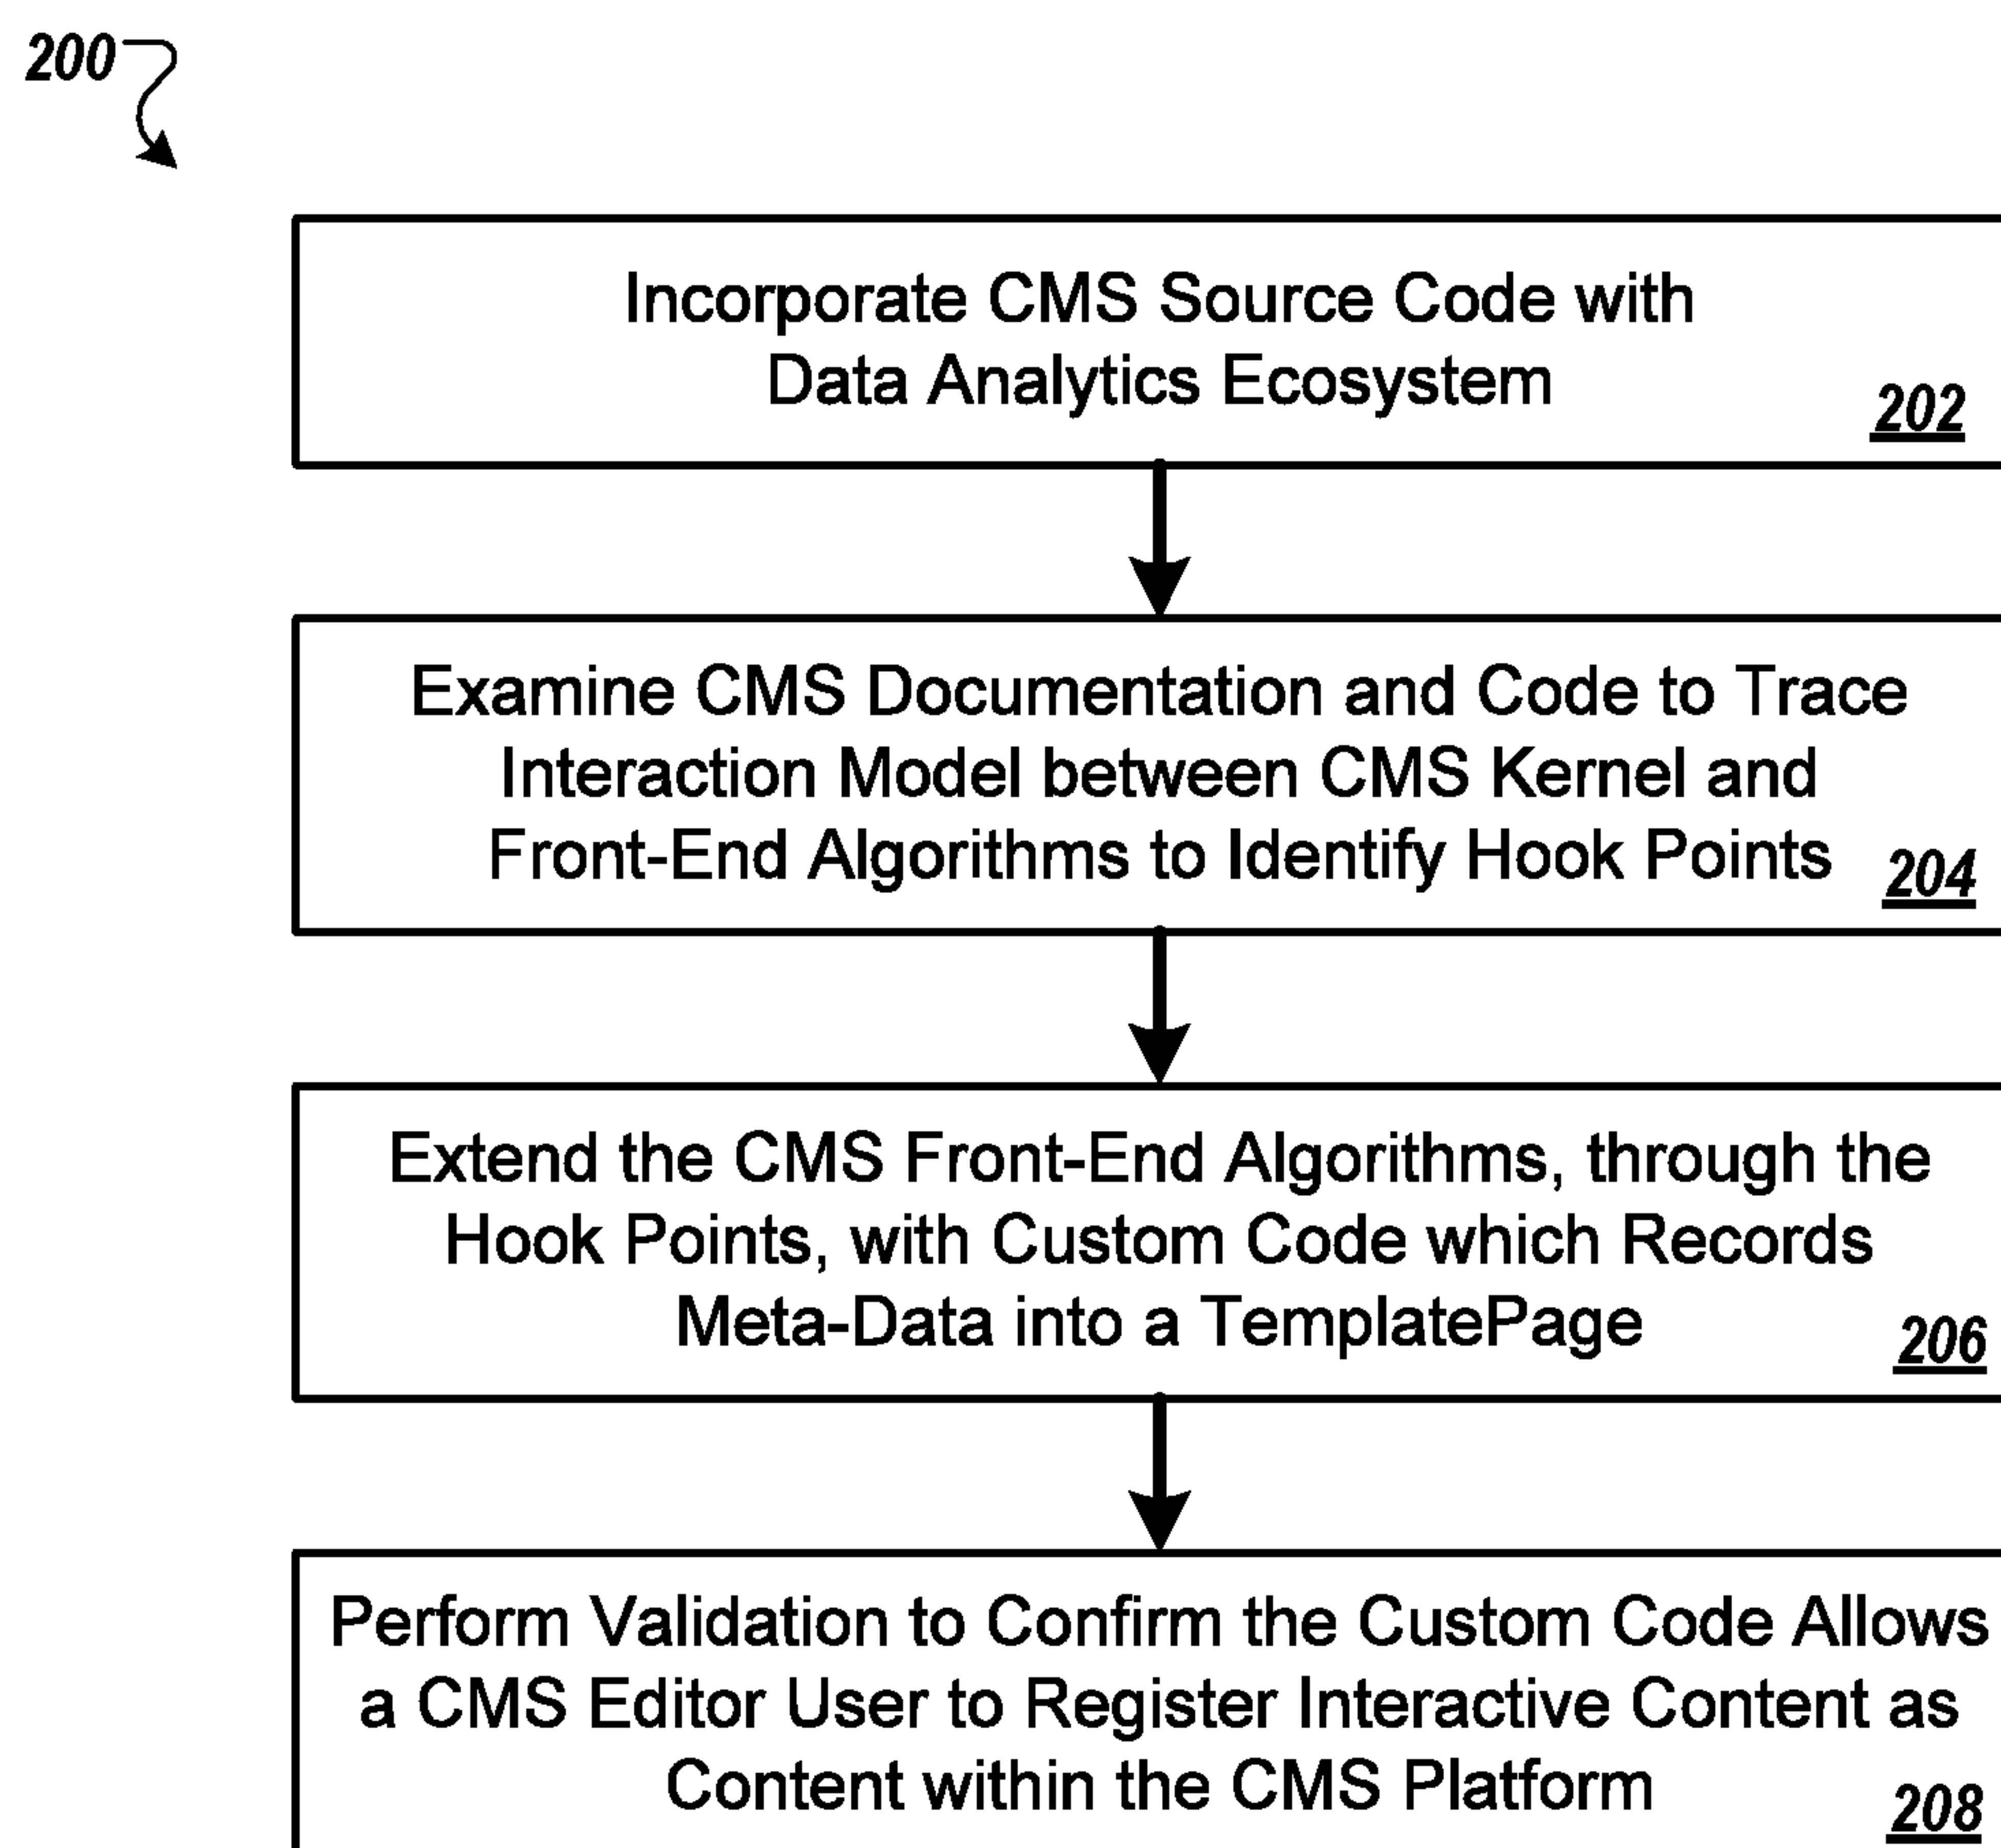 200
Incorporate CMS Source Code with
Data Analytics Ecosystem
202
Examine CMS Documentation and Code to Trace
Interaction Model between CMS Kernel and
Front-End Algorithms to Identify Hook Points
204
Extend the CMS Front-End Algorithms, through the
Hook Points, with Custom Code which Records
Meta-Data into a TemplatePage
206
Perform Validation to Confirm the Custom Code Allows
a CMS Editor User to Register Interactive Content as
Content within the CMS Platform
208